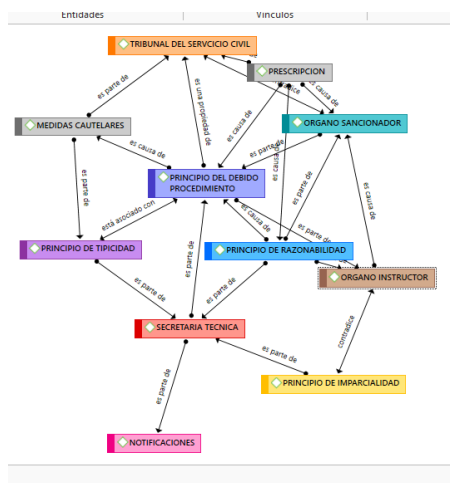 Entidades
Vínculos
TRIBUNAL DEL SERVCICIO CIVIL
PRESCRIPCION
es parte de
es una propiedad de
es causa de
MEDIDAS CAUTELARES
ORGANO SANCIONADOR
es causa de
es causa de
es parte de
es causa de
es parte de
PRINCIPIO DEL DEBIDO
PROCEDIMIENTO
es parte de
es causa de
está asociado con
es causa de
es parte de
PRINCIPIO DE TIPICIDAD
es parte de
PRINCIPIO DE RAZONABILIDAD
ORGANO INSTRUCTOR
es parte de
es parte de
SECRETARIA TECNICA
contradice
es parte de
es parte de
PRINCIPIO DE IMPARCIALIDAD
NOTIFICACIONES